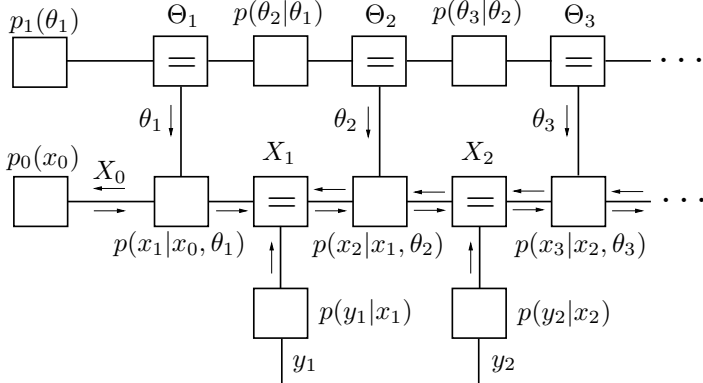 p₁(θ₁) Θ₁ p(θ₂|θ₁) Θ₂ p(θ₃|θ₂) Θ₃
= = = · · ·
θ₁ θ₂ θ₃
p₀(x₀) X₀ X₁ X₂
= = · · ·
p(x₁|x₀, θ₁) p(x₂|x₁, θ₂) p(x₃|x₂, θ₃)
p(y₁|x₁) p(y₂|x₂)
y₁ y₂